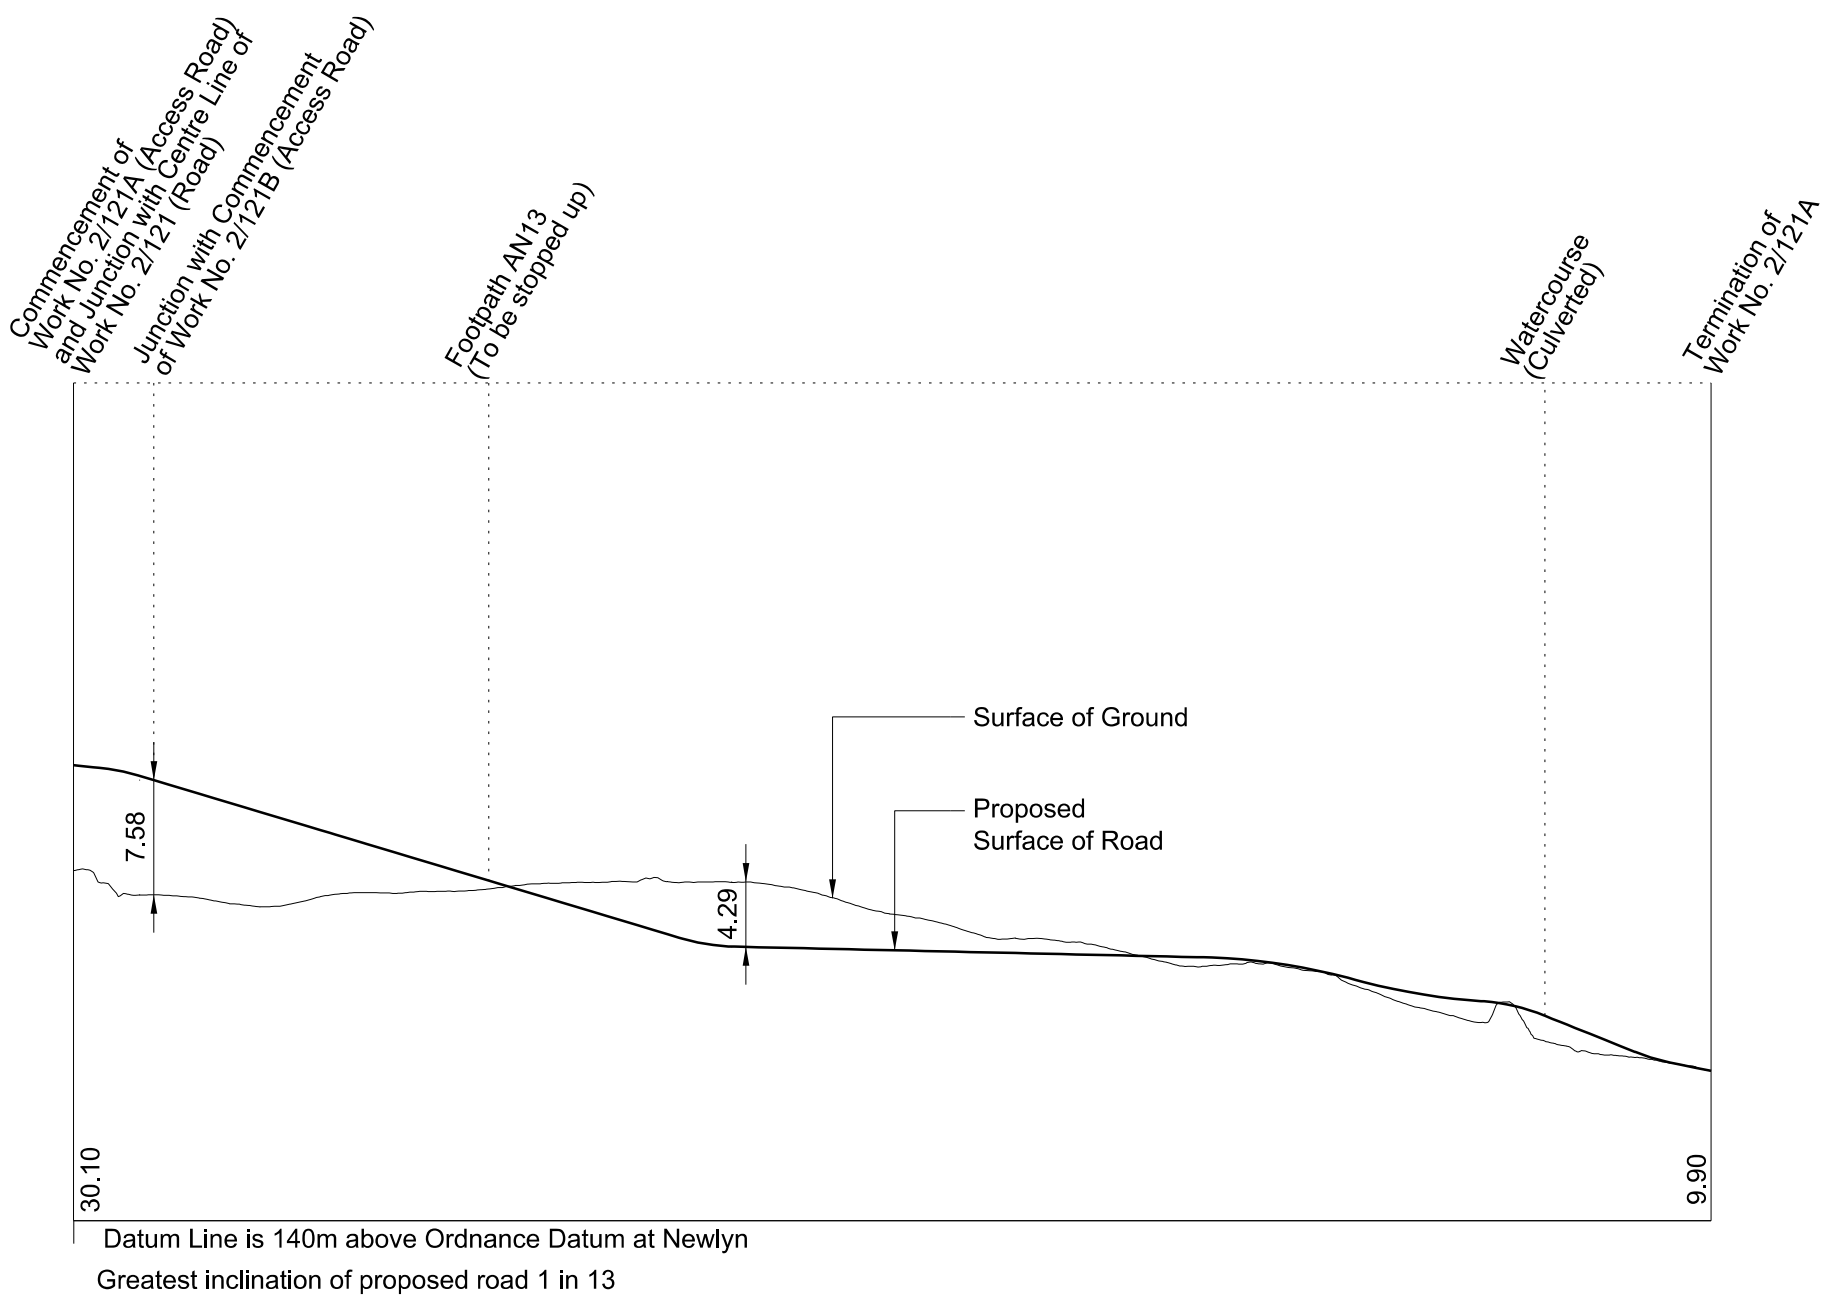 Commencement of
Work No. 2/121A (Access Road)
and Junction with Centre Line of
Work No. 2/121 (Road)
Junction with Commencement
of Work No. 2/121B (Access Road)
Footpath AN13
(To be stopped up)
Watercourse
(Culverted)
Termination of
Work No. 2/121A
Surface of Ground
Proposed
Surface of Road
7.58
4.29
30.10
9.90
Datum Line is 140m above Ordnance Datum at Newlyn
Greatest inclination of proposed road 1 in 13